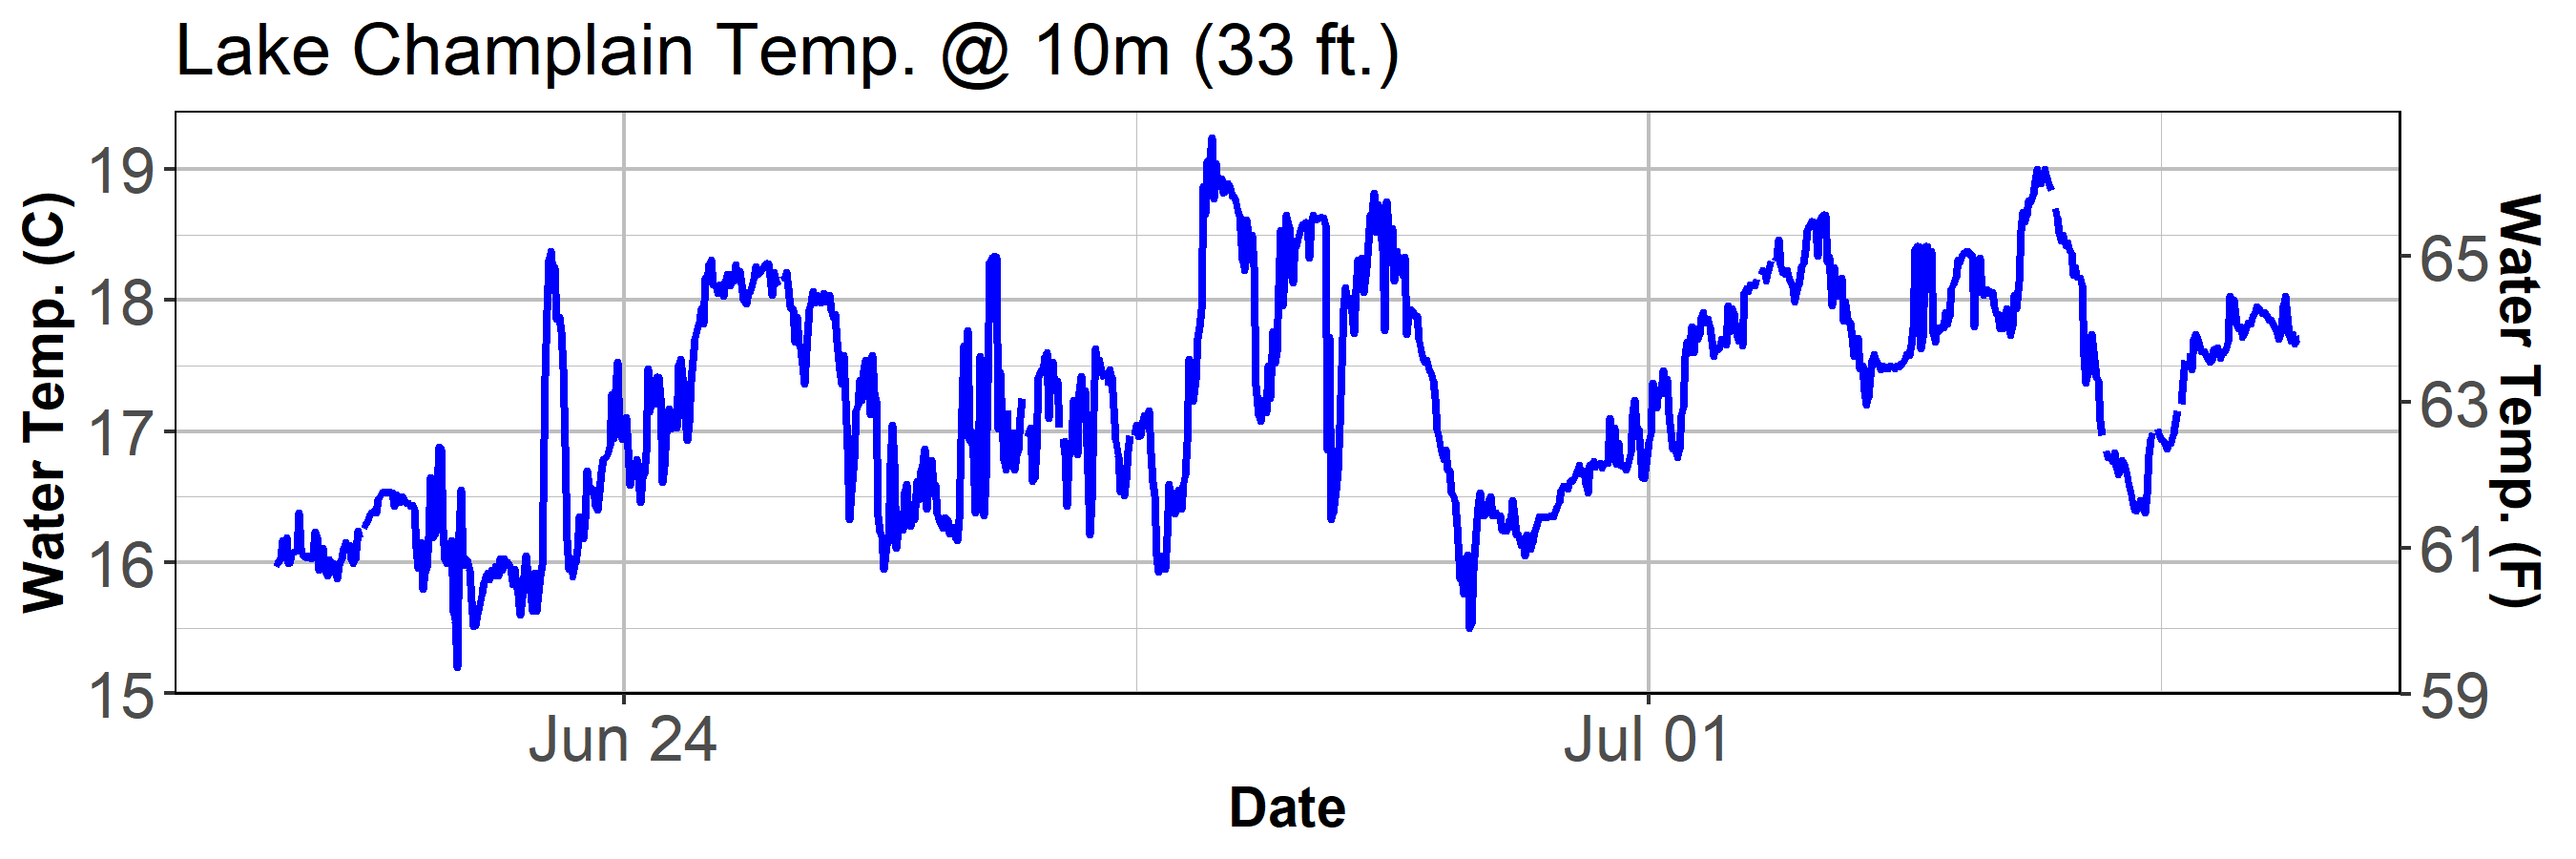 Lake Champlain Temp. @ 10m (33 ft.)
Water Temp. (C)
19
18
17
16
15
65
63
61
59
Water Temp. (F)
Jun 24
Jul 01
Date